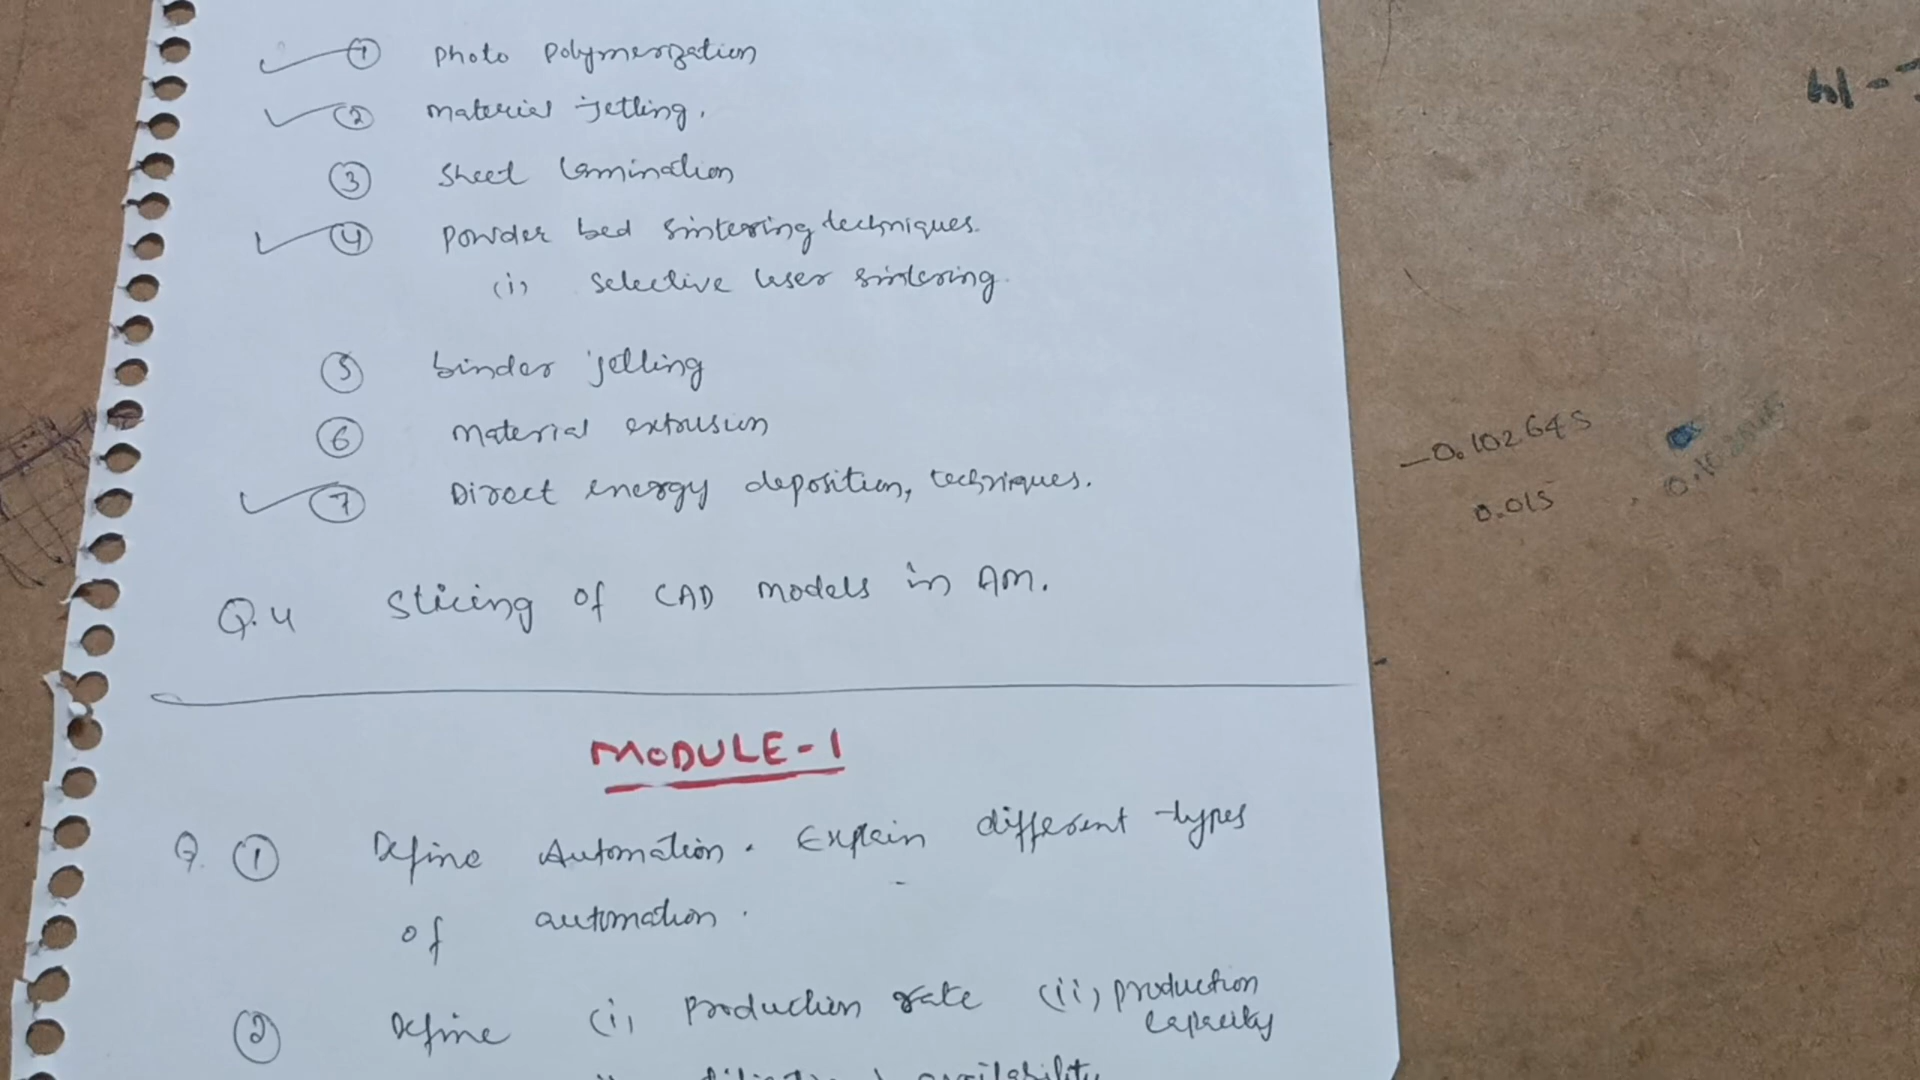 ① Photo polymerization
② Material jetting.
③ Sheet lamination
④ Powder bed sintering techniques.
(i) Selective laser sintering.
⑤ binder jetting
⑥ Material extrusion
⑦ Direct energy deposition, techniques.
Q.4 Slicing of CAD models in AM.
MODULE-1
Q. ① Define Automation. Explain different types
of automation.
② Define (i) Production rate (ii) production
capacity
availability
-0.102645
0.015